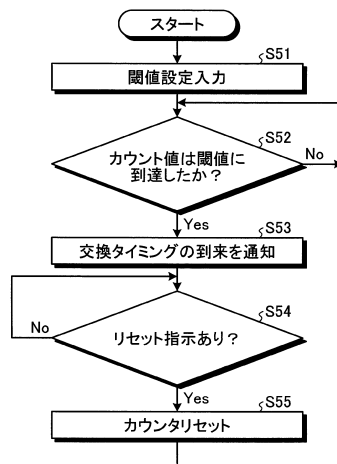 スタート
S51
閾値設定入力
S52
カウント値は閾値に
到達したか？
No
Yes
S53
交換タイミングの到来を通知
S54
リセット指示あり？
No
Yes
S55
カウンタリセット